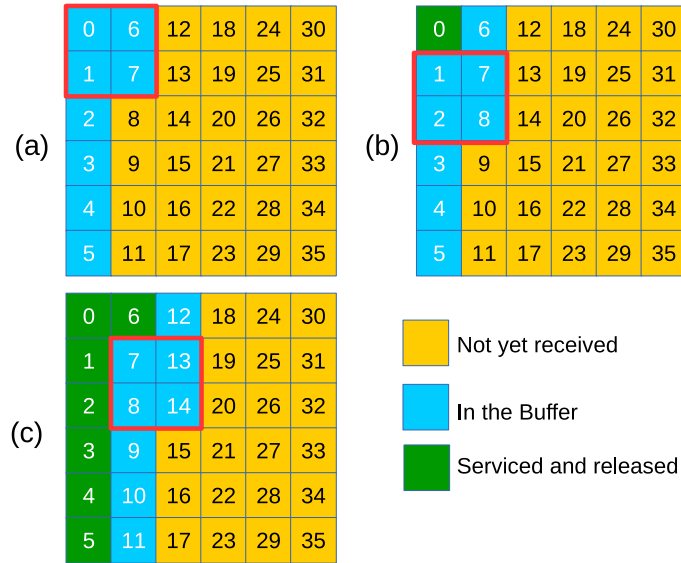 (a)
0 6 12 18 24 30
1 7 13 19 25 31
2 8 14 20 26 32
3 9 15 21 27 33
4 10 16 22 28 34
5 11 17 23 29 35
(b)
0 6 12 18 24 30
1 7 13 19 25 31
2 8 14 20 26 32
3 9 15 21 27 33
4 10 16 22 28 34
5 11 17 23 29 35
(c)
0 6 12 18 24 30
1 7 13 19 25 31
2 8 14 20 26 32
3 9 15 21 27 33
4 10 16 22 28 34
5 11 17 23 29 35
Not yet received
In the Buffer
Serviced and released